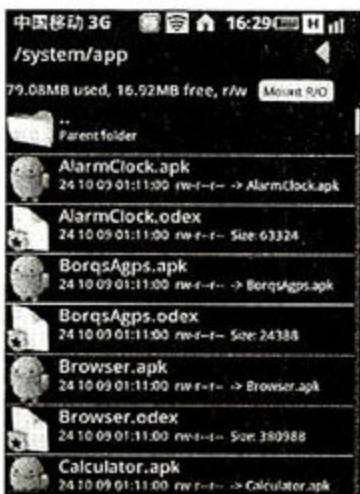 中国移动 3G 16:29 H
/system/app
79.08MB used, 16.92MB free, r/w Mount R/O
..
Parent folder
AlarmClock.apk
24 10 09 01:11:00 rw-r--r-- -> AlarmClock.apk
AlarmClock.odex
24 10 09 01:11:00 rw-r--r-- Size: 63324
BorqsAgps.apk
24 10 09 01:11:00 rw-r--r-- -> BorqsAgps.apk
BorqsAgps.odex
24 10 09 01:11:00 rw-r--r-- Size: 24388
Browser.apk
24 10 09 01:11:00 rw-r--r-- -> Browser.apk
Browser.odex
24 10 09 01:11:00 rw-r--r-- Size: 380988
Calculator.apk
24 10 09 01:11:00 rw-r--r-- -> Calculator.apk